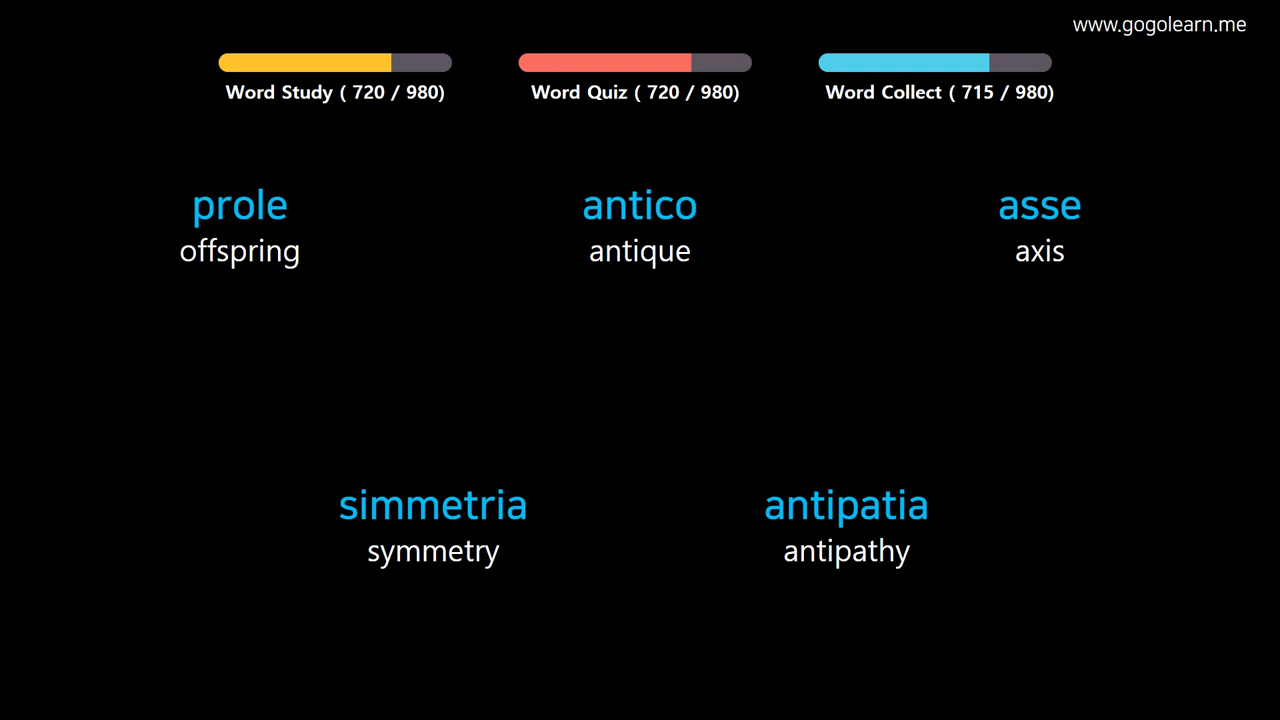 www.gogolearn.me
Word Study ( 720 / 980)
Word Quiz ( 720 / 980)
Word Collect ( 715 / 980)
prole
offspring
antico
antique
asse
axis
simmetria
symmetry
antipatia
antipathy